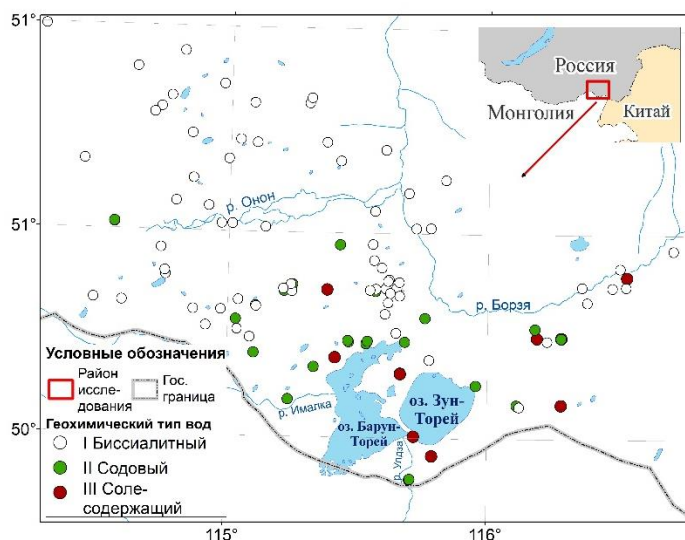 51°
Россия
Монголия
Китай
р. Онон
51°
р. Борзя
Условные обозначения
Район
иссле-
дования
Гос.
граница
Геохимический тип вод
I Биссиалитный
II Содовый
III Соле-
содержащий
р. Ималка
оз. Барун-
Торей
оз. Зун-
Торей
р. Улдза
50°
115°
116°